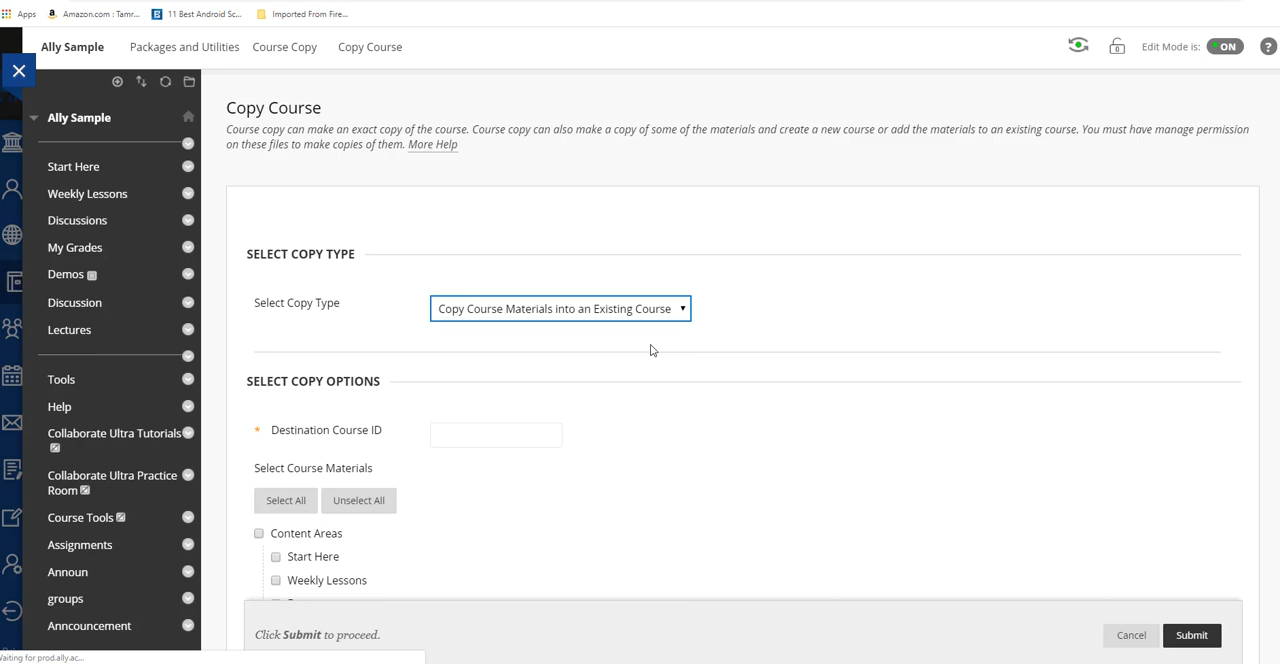 Apps Amazon.com : Tamr... 11 Best Android Sc... Imported From Fire...
Ally Sample Packages and Utilities Course Copy Copy Course
Edit Mode is: ON ?
Ally Sample
Start Here
Weekly Lessons
Discussions
My Grades
Demos
Discussion
Lectures
Tools
Help
Collaborate Ultra Tutorials
Collaborate Ultra Practice
Room
Course Tools
Assignments
Announ
groups
Anncouncement
Copy Course
Course copy can make an exact copy of the course. Course copy can also make a copy of some of the materials and create a new course or add the materials to an existing course. You must have manage permission
on these files to make copies of them. More Help
SELECT COPY TYPE
Select Copy Type Copy Course Materials into an Existing Course
SELECT COPY OPTIONS
* Destination Course ID
Select Course Materials
Select All Unselect All
Content Areas
Start Here
Weekly Lessons
Click Submit to proceed. Cancel Submit
Waiting for prod.ally.ac...